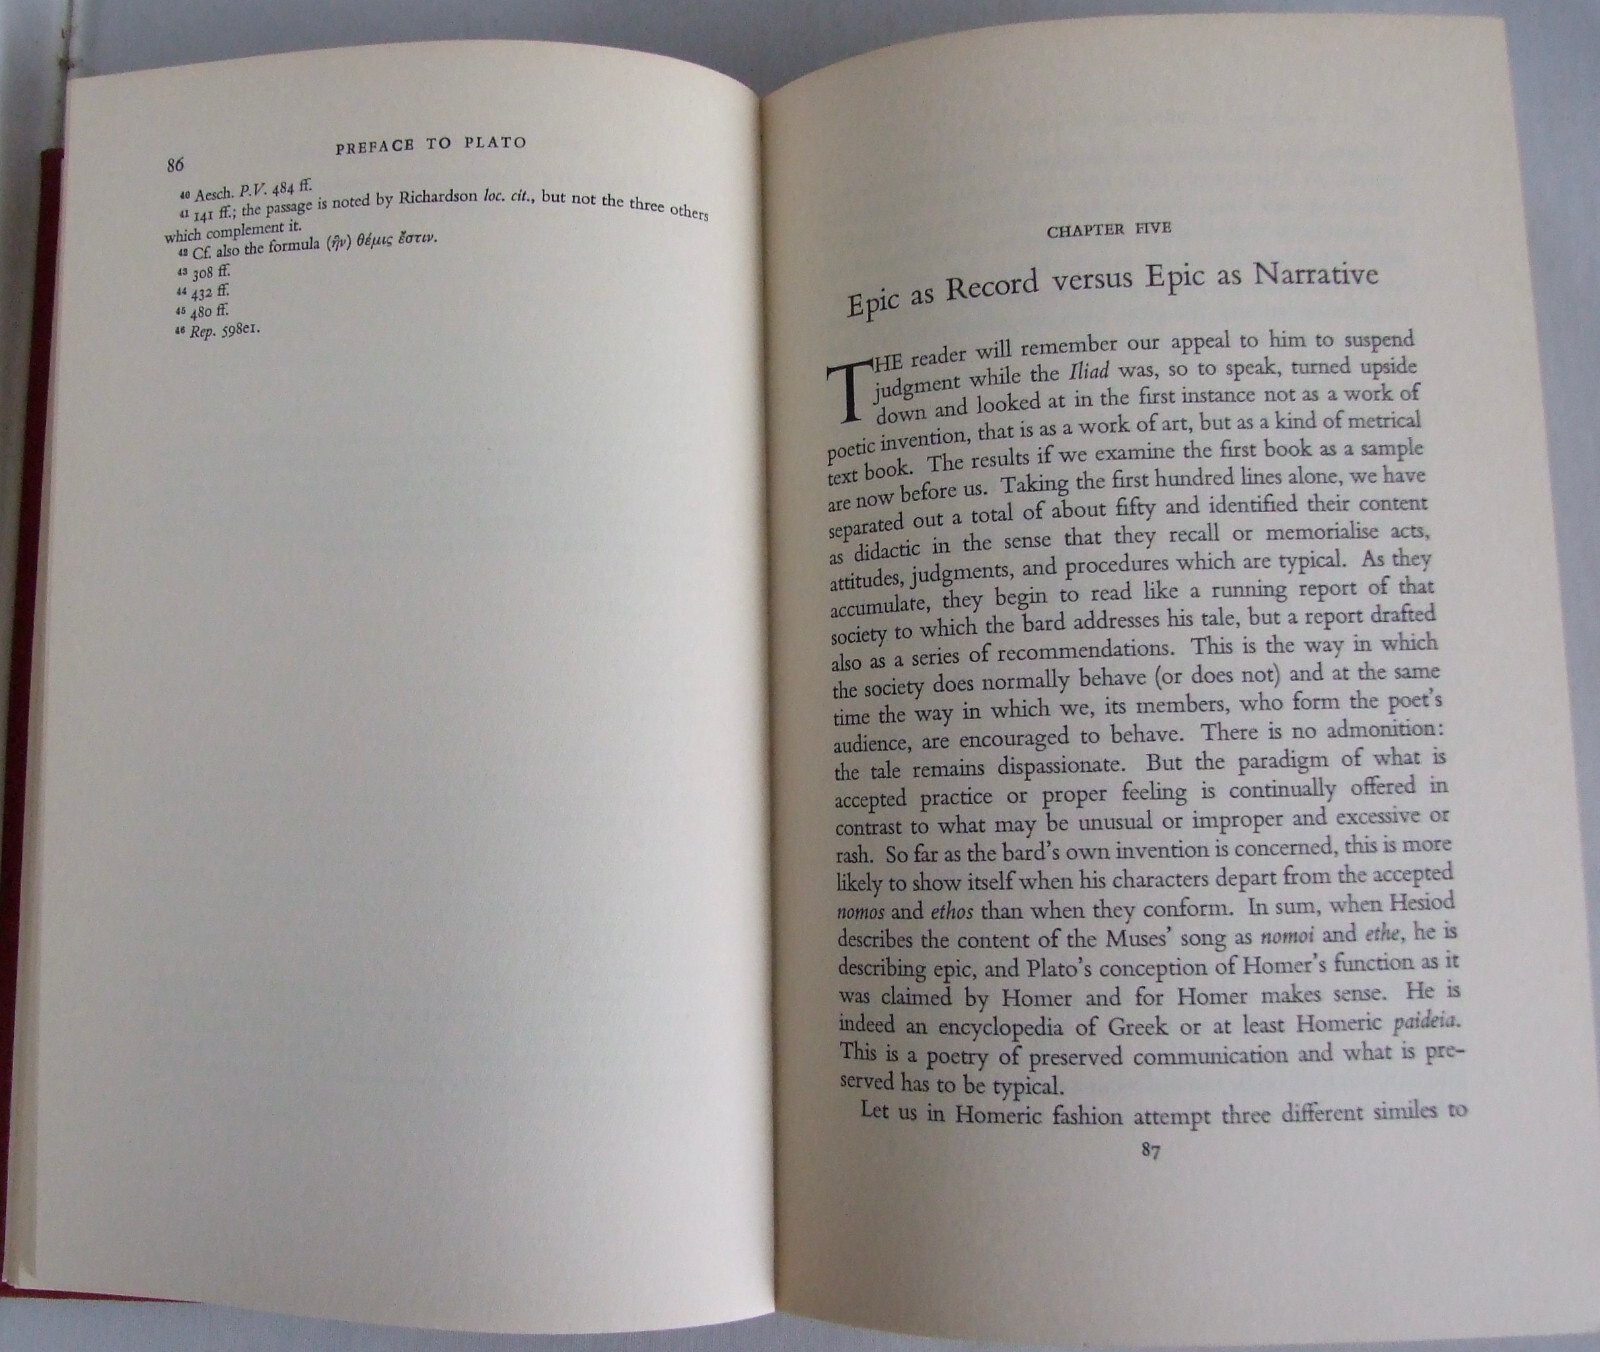 86
PREFACE TO PLATO
⁴⁰ Aesch. P.V. 484 ff.
⁴¹ 141 ff.; the passage is noted by Richardson loc. cit., but not the three others
which complement it.
⁴² Cf. also the formula (ἣν) θέμις ἔστιν.
⁴³ 308 ff.
⁴⁴ 432 ff.
⁴⁵ 480 ff.
⁴⁶ Rep. 598e1.
CHAPTER FIVE
Epic as Record versus Epic as Narrative
THE reader will remember our appeal to him to suspend
judgment while the Iliad was, so to speak, turned upside
down and looked at in the first instance not as a work of
poetic invention, that is as a work of art, but as a kind of metrical
text book. The results if we examine the first book as a sample
are now before us. Taking the first hundred lines alone, we have
separated out a total of about fifty and identified their content
as didactic in the sense that they recall or memorialise acts,
attitudes, judgments, and procedures which are typical. As they
accumulate, they begin to read like a running report of that
society to which the bard addresses his tale, but a report drafted
also as a series of recommendations. This is the way in which
the society does normally behave (or does not) and at the same
time the way in which we, its members, who form the poet's
audience, are encouraged to behave. There is no admonition:
the tale remains dispassionate. But the paradigm of what is
accepted practice or proper feeling is continually offered in
contrast to what may be unusual or improper and excessive or
rash. So far as the bard's own invention is concerned, this is more
likely to show itself when his characters depart from the accepted
nomos and ethos than when they conform. In sum, when Hesiod
describes the content of the Muses' song as nomoi and ethe, he is
describing epic, and Plato's conception of Homer's function as it
was claimed by Homer and for Homer makes sense. He is
indeed an encyclopedia of Greek or at least Homeric paideia.
This is a poetry of preserved communication and what is pre-
served has to be typical.
Let us in Homeric fashion attempt three different similes to
87